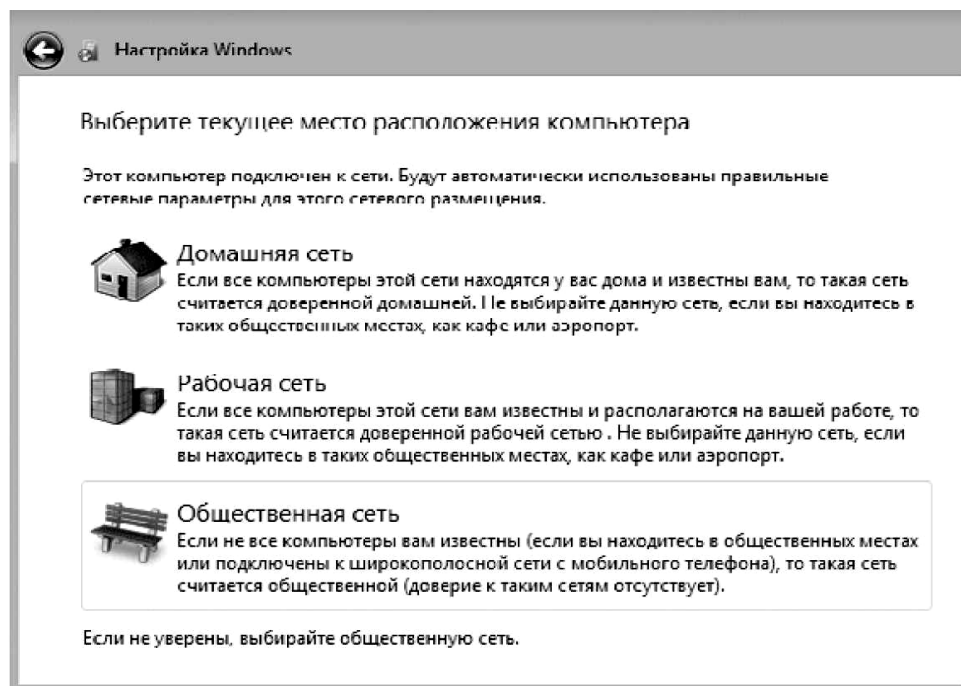 Настройка Windows
Выберите текущее место расположения компьютера
Этот компьютер подключен к сети. Будут автоматически использованы правильные
сетевые параметры для этого сетевого размещения.
Домашняя сеть
Если все компьютеры этой сети находятся у вас дома и известны вам, то такая сеть
считается доверенной домашней. Не выбирайте данную сеть, если вы находитесь в
таких общественных местах, как кафе или аэропорт.
Рабочая сеть
Если все компьютеры этой сети вам известны и располагаются на вашей работе, то
такая сеть считается доверенной рабочей сетью . Не выбирайте данную сеть, если
вы находитесь в таких общественных местах, как кафе или аэропорт.
Общественная сеть
Если не все компьютеры вам известны (если вы находитесь в общественных местах
или подключены к широкополосной сети с мобильного телефона), то такая сеть
считается общественной (доверие к таким сетям отсутствует).
Если не уверены, выбирайте общественную сеть.